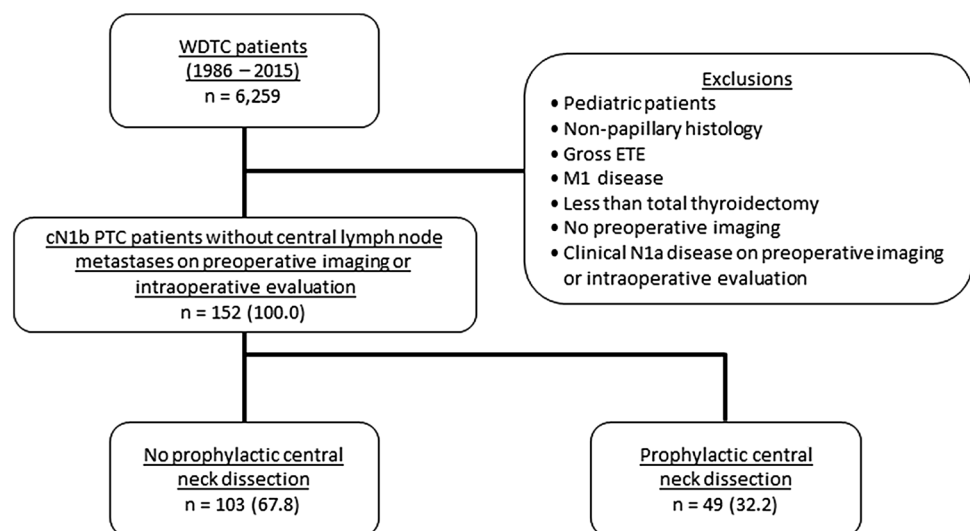 WDTC patients
(1986 – 2015)
n = 6,259
Exclusions
• Pediatric patients
• Non-papillary histology
• Gross ETE
• M1 disease
• Less than total thyroidectomy
• No preoperative imaging
• Clinical N1a disease on preoperative imaging
or intraoperative evaluation
cN1b PTC patients without central lymph node
metastases on preoperative imaging or
intraoperative evaluation
n = 152 (100.0)
No prophylactic central
neck dissection
n = 103 (67.8)
Prophylactic central
neck dissection
n = 49 (32.2)